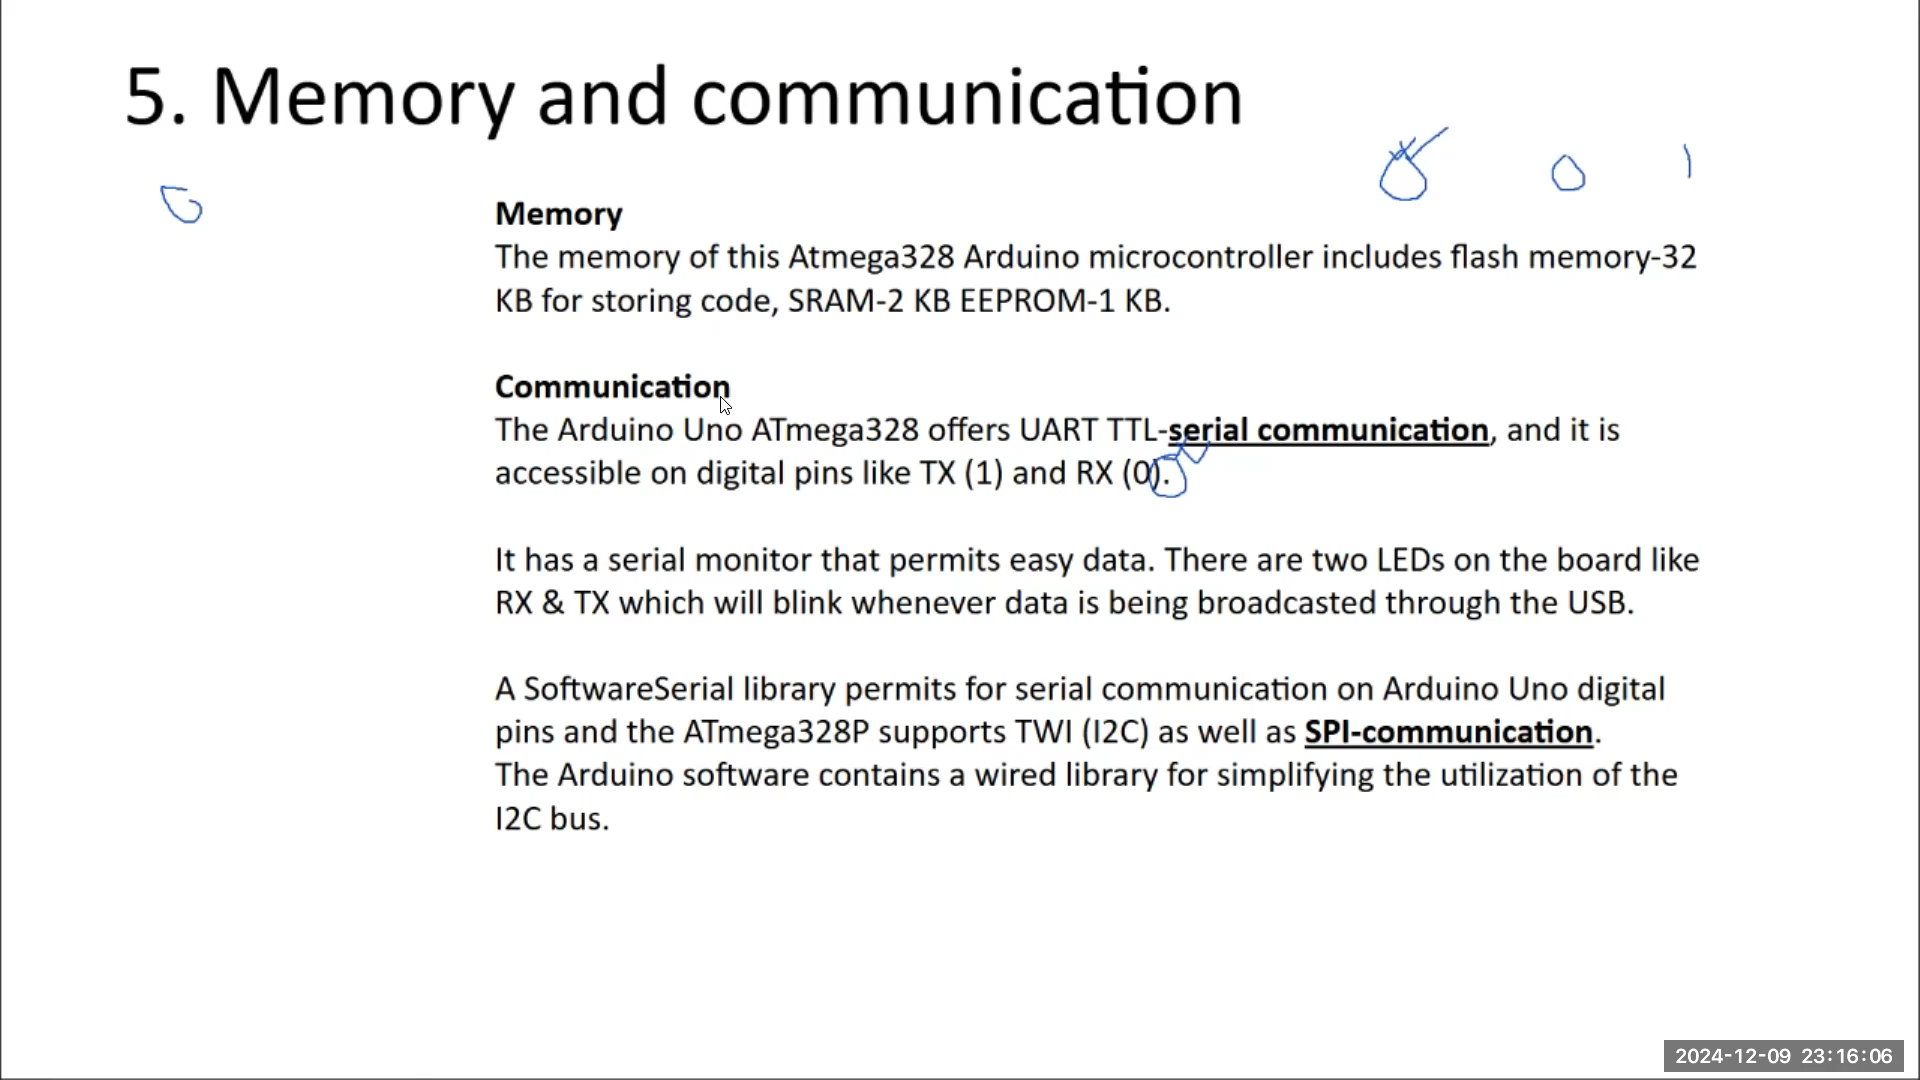 5. Memory and communication
8 0 1
Memory
The memory of this Atmega328 Arduino microcontroller includes flash memory-32
KB for storing code, SRAM-2 KB EEPROM-1 KB.
Communication
The Arduino Uno ATmega328 offers UART TTL-serial communication, and it is
accessible on digital pins like TX (1) and RX (0).
It has a serial monitor that permits easy data. There are two LEDs on the board like
RX & TX which will blink whenever data is being broadcasted through the USB.
A SoftwareSerial library permits for serial communication on Arduino Uno digital
pins and the ATmega328P supports TWI (I2C) as well as SPI-communication.
The Arduino software contains a wired library for simplifying the utilization of the
I2C bus.
2024-12-09 23:16:06